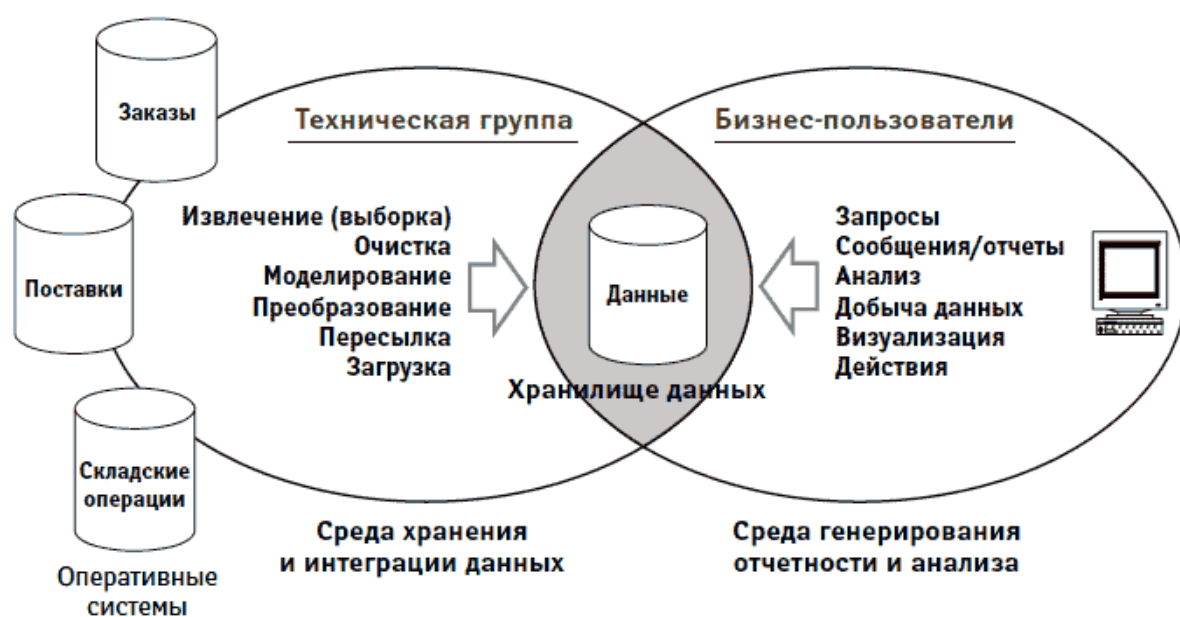 Заказы
Поставки
Складские
операции
Оперативные
системы
Техническая группа
Извлечение (выборка)
Очистка
Моделирование
Преобразование
Пересылка
Загрузка
Среда хранения
и интеграции данных
Данные
Хранилище данных
Бизнес-пользователи
Запросы
Сообщения/отчеты
Анализ
Добыча данных
Визуализация
Действия
Среда генерирования
отчетности и анализа